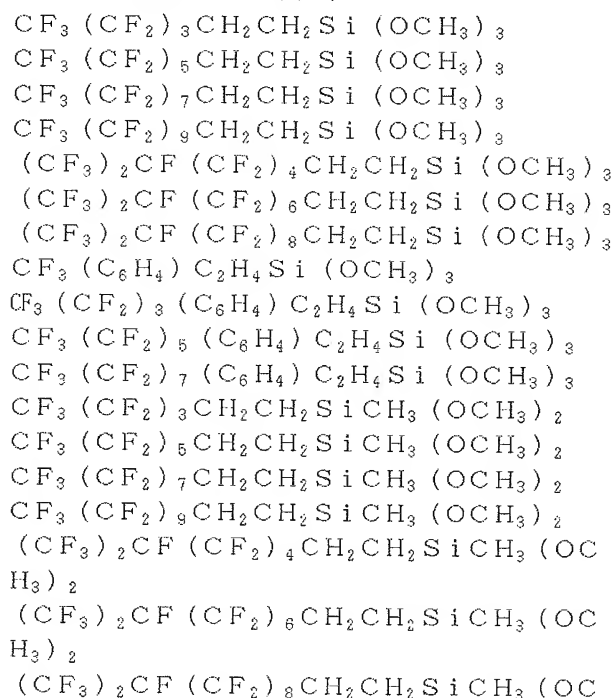 CF₃(CF₂)₃CH₂CH₂Si(OCH₃)₃
CF₃(CF₂)₅CH₂CH₂Si(OCH₃)₃
CF₃(CF₂)₇CH₂CH₂Si(OCH₃)₃
CF₃(CF₂)₉CH₂CH₂Si(OCH₃)₃
(CF₃)₂CF(CF₂)₄CH₂CH₂Si(OCH₃)₃
(CF₃)₂CF(CF₂)₆CH₂CH₂Si(OCH₃)₃
(CF₃)₂CF(CF₂)₈CH₂CH₂Si(OCH₃)₃
CF₃(C₆H₄)C₂H₄Si(OCH₃)₃
CF₃(CF₂)₃(C₆H₄)C₂H₄Si(OCH₃)₃
CF₃(CF₂)₅(C₆H₄)C₂H₄Si(OCH₃)₃
CF₃(CF₂)₇(C₆H₄)C₂H₄Si(OCH₃)₃
CF₃(CF₂)₃CH₂CH₂SiCH₃(OCH₃)₂
CF₃(CF₂)₅CH₂CH₂SiCH₃(OCH₃)₂
CF₃(CF₂)₇CH₂CH₂SiCH₃(OCH₃)₂
CF₃(CF₂)₉CH₂CH₂SiCH₃(OCH₃)₂
(CF₃)₂CF(CF₂)₄CH₂CH₂SiCH₃(OC
H₃)₂
(CF₃)₂CF(CF₂)₆CH₂CH₂SiCH₃(OC
H₃)₂
(CF₃)₂CF(CF₂)₈CH₂CH₂SiCH₃(OC